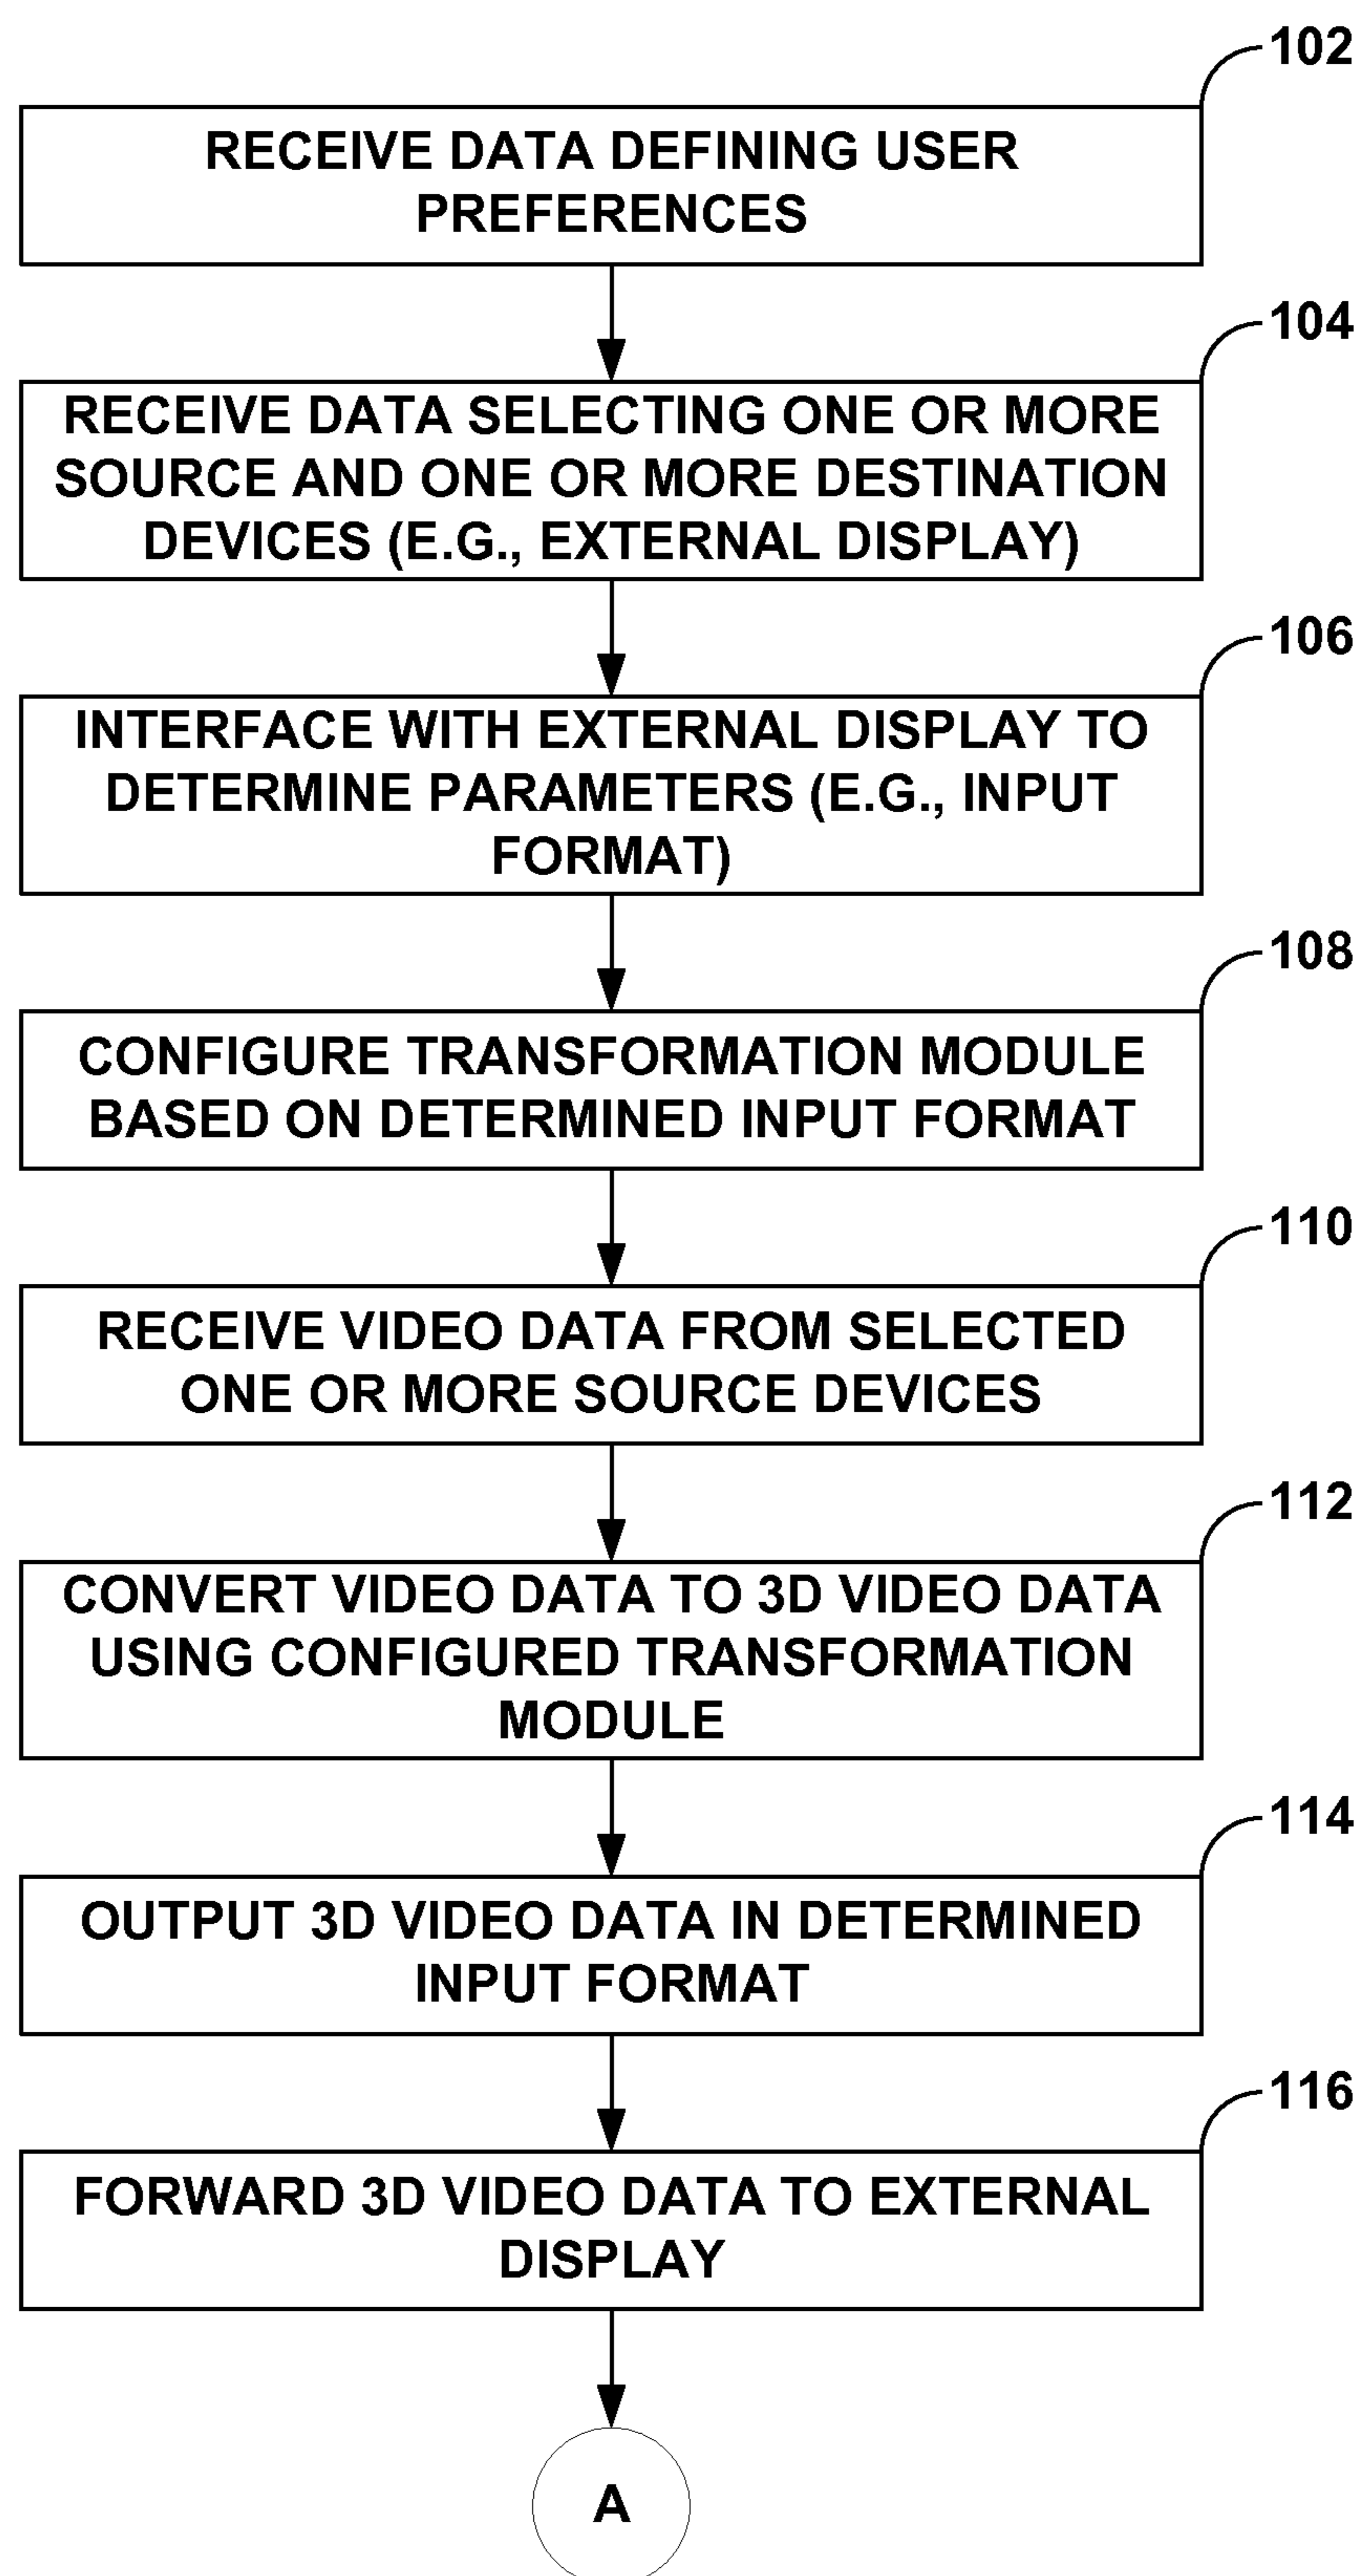 102
RECEIVE DATA DEFINING USER
PREFERENCES
104
RECEIVE DATA SELECTING ONE OR MORE
SOURCE AND ONE OR MORE DESTINATION
DEVICES (E.G., EXTERNAL DISPLAY)
106
INTERFACE WITH EXTERNAL DISPLAY TO
DETERMINE PARAMETERS (E.G., INPUT
FORMAT)
108
CONFIGURE TRANSFORMATION MODULE
BASED ON DETERMINED INPUT FORMAT
110
RECEIVE VIDEO DATA FROM SELECTED
ONE OR MORE SOURCE DEVICES
112
CONVERT VIDEO DATA TO 3D VIDEO DATA
USING CONFIGURED TRANSFORMATION
MODULE
114
OUTPUT 3D VIDEO DATA IN DETERMINED
INPUT FORMAT
116
FORWARD 3D VIDEO DATA TO EXTERNAL
DISPLAY
A